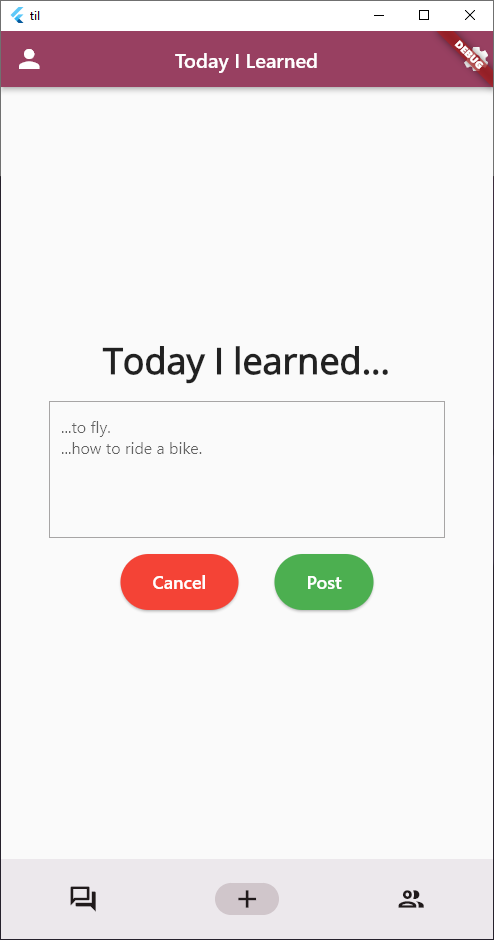 til
Today I Learned
DEBUG
Today I learned...
...to fly.
...how to ride a bike.
Cancel
Post